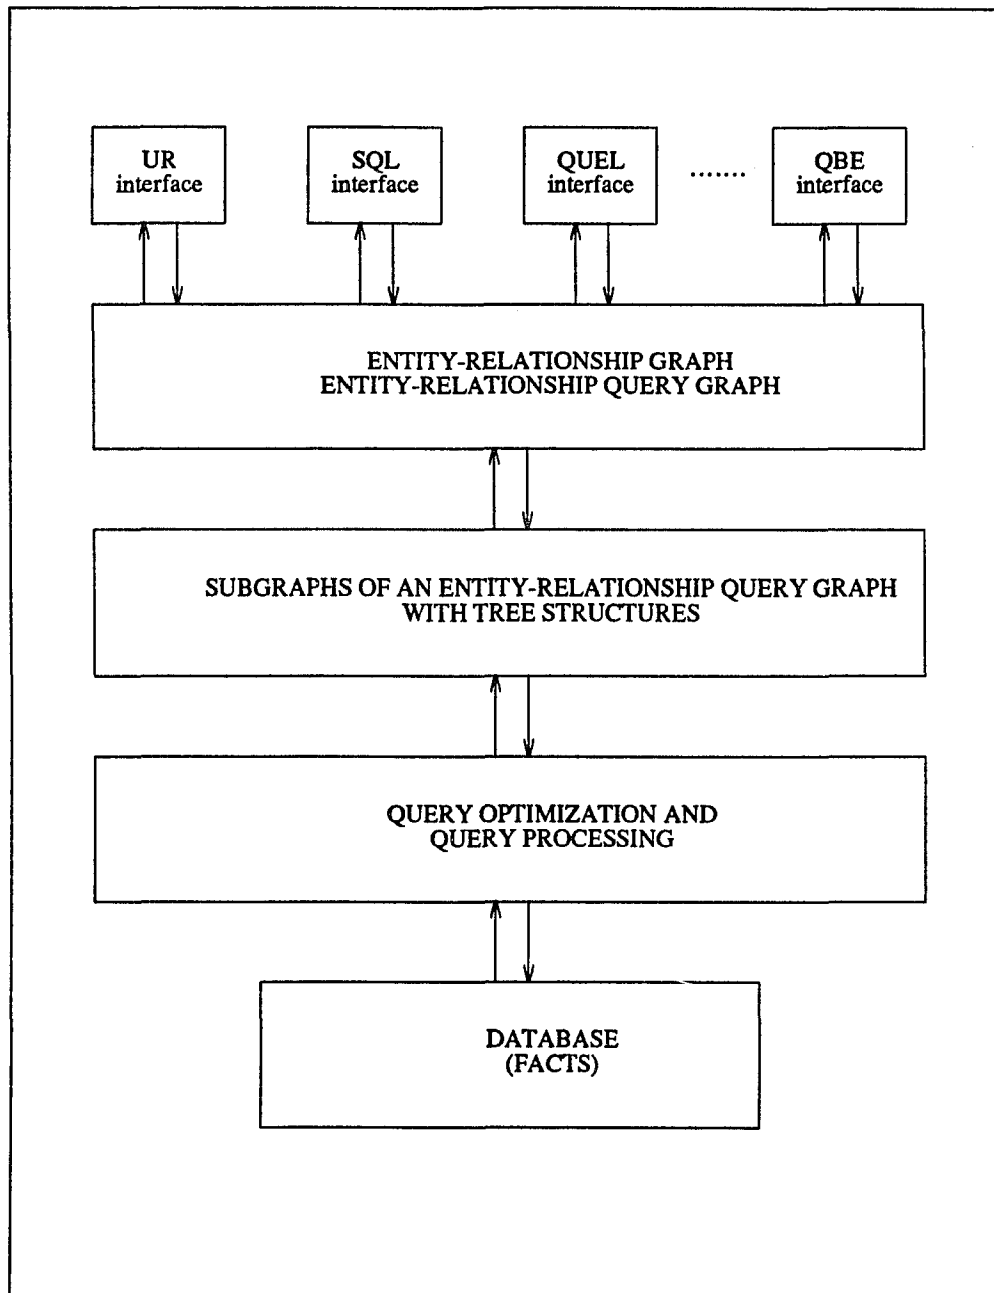 UR
interface
SQL
interface
QUEL
interface
.......
QBE
interface
ENTITY-RELATIONSHIP GRAPH
ENTITY-RELATIONSHIP QUERY GRAPH
SUBGRAPHS OF AN ENTITY-RELATIONSHIP QUERY GRAPH
WITH TREE STRUCTURES
QUERY OPTIMIZATION AND
QUERY PROCESSING
DATABASE
(FACTS)